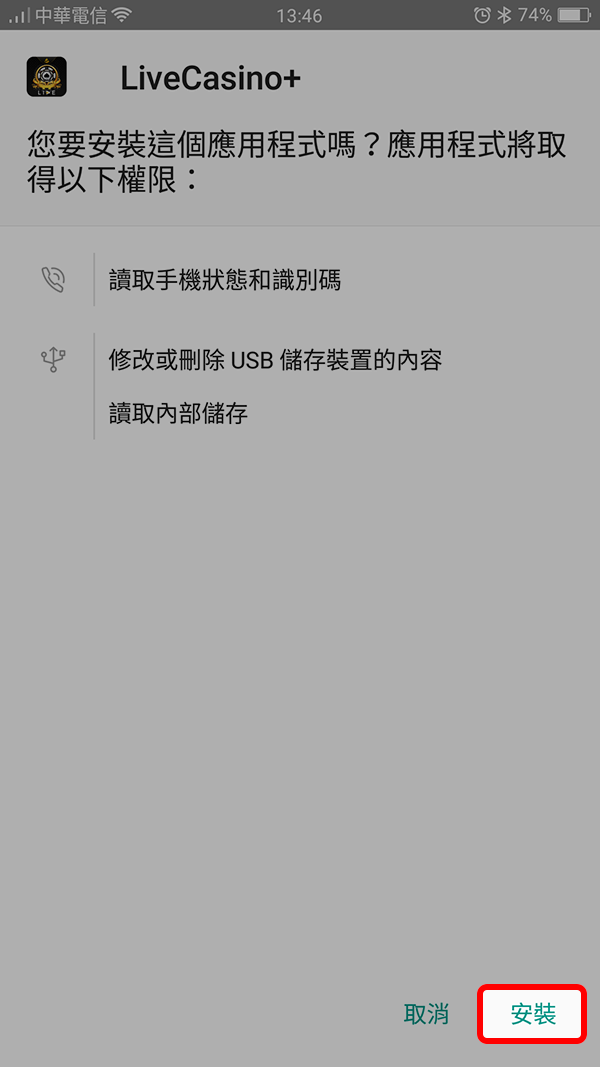 中華電信 13:46 74%
LIVE
LiveCasino+
您要安裝這個應用程式嗎？應用程式將取
得以下權限：
讀取手機狀態和識別碼
修改或刪除 USB 儲存裝置的內容
讀取內部儲存
取消 安裝